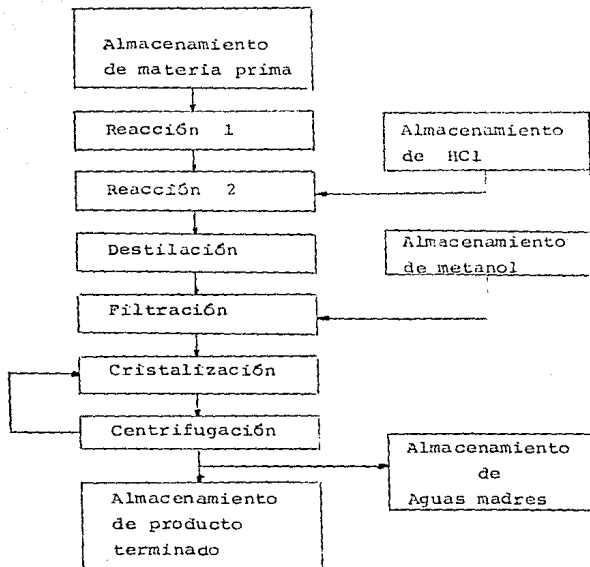 Almacenamiento
de materia prima
Reacción 1
Almacenamiento
de HCl
Reacción 2
Destilación
Almacenamiento
de metanol
Filtración
Cristalización
Centrifugación
Almacenamiento
de
Aguas madres
Almacenamiento
de producto
terminado